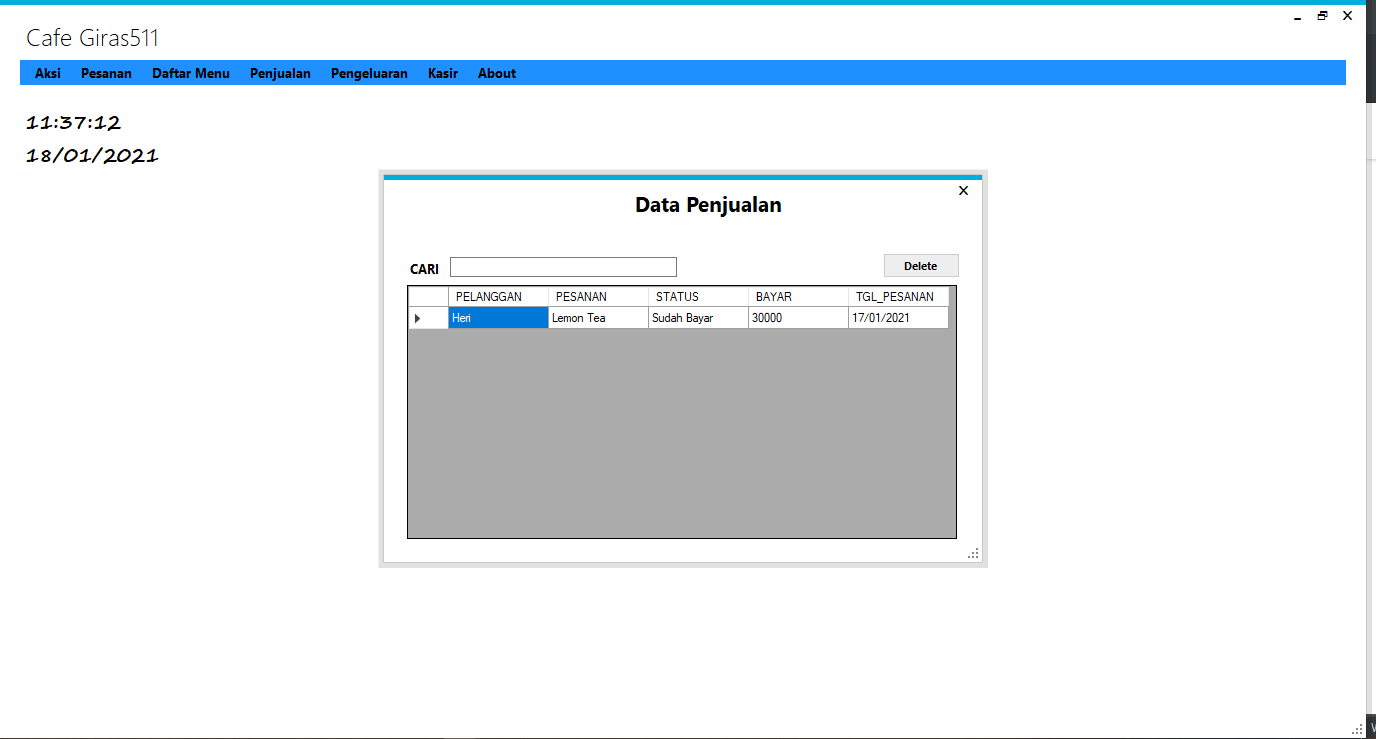 Cafe Giras511
Aksi Pesanan Daftar Menu Penjualan Pengeluaran Kasir About
11:37:12
18/01/2021
Data Penjualan
CARI Delete
PELANGGAN PESANAN STATUS BAYAR TGL_PESANAN
Heri Lemon Tea Sudah Bayar 30000 17/01/2021